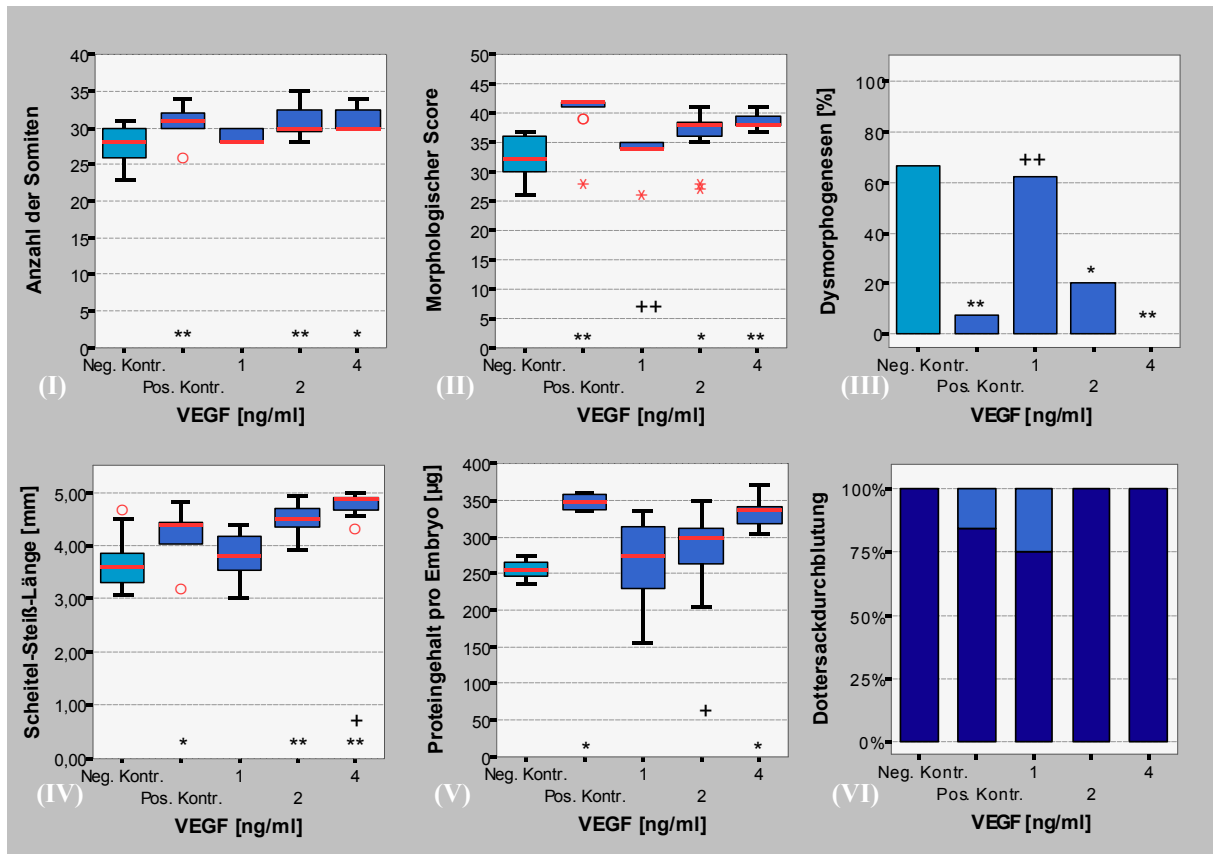 Anzahl der Somiten
40
35
30
25
20
15
10
5
0
** ** *
Neg. Kontr. 1 4
Pos. Kontr. 2
(I)
VEGF [ng/ml]
Morphologischer Score
50
45
40
35
30
25
20
15
10
5
0
++
** * **
Neg. Kontr. 1 4
Pos. Kontr. 2
(II)
VEGF [ng/ml]
Dysmorphogenesen [%]
100
80
60
40
20
0
++
** * **
Neg. Kontr. 1 4
Pos. Kontr. 2
(III)
VEGF [ng/ml]
Scheitel-Steiß-Länge [mm]
5,00
4,00
3,00
2,00
1,00
0,00
+
* ** **
Neg. Kontr. 1 4
Pos. Kontr. 2
(IV)
VEGF [ng/ml]
Proteingehalt pro Embryo [µg]
400
350
300
250
200
150
100
50
0
+
* *
Neg. Kontr. 1 4
Pos. Kontr. 2
(V)
VEGF [ng/ml]
Dottersackdurchblutung
100%
75%
50%
25%
0%
Neg. Kontr. 1 4
Pos. Kontr. 2
(VI)
VEGF [ng/ml]